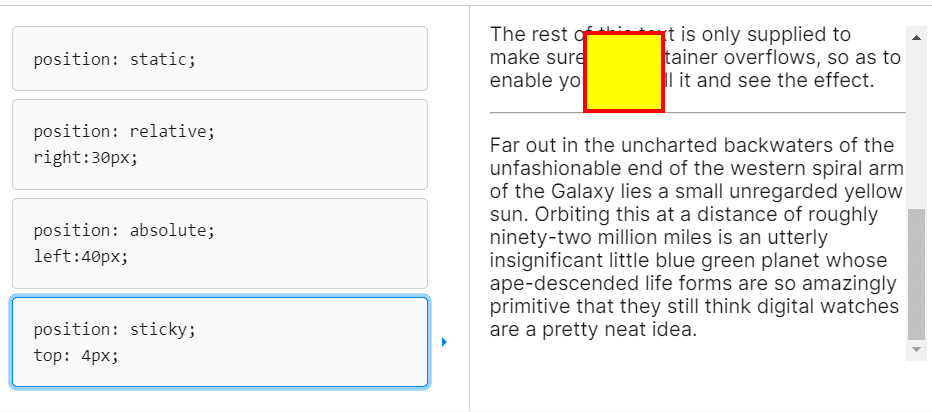 position: static;
position: relative;
right:30px;
position: absolute;
left:40px;
position: sticky;
top: 4px;
The rest of this text is only supplied to
make sure tainer overflows, so as to
enable yo ll it and see the effect.
Far out in the uncharted backwaters of the
unfashionable end of the western spiral arm
of the Galaxy lies a small unregarded yellow
sun. Orbiting this at a distance of roughly
ninety-two million miles is an utterly
insignificant little blue green planet whose
ape-descended life forms are so amazingly
primitive that they still think digital watches
are a pretty neat idea.